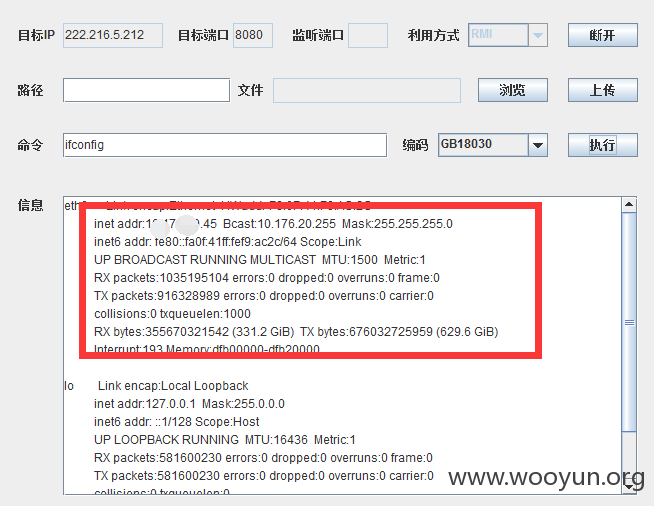 目标IP 222.216.5.212 目标端口 8080 监听端口 利用方式 RMI 断开
路径 文件 浏览 上传
命令 ifconfig 编码 GB18030 执行
信息
inet addr: .45 Bcast:10.176.20.255 Mask:255.255.255.0
inet6 addr: fe80::fa0f:41ff:fef9:ac2c/64 Scope:Link
UP BROADCAST RUNNING MULTICAST MTU:1500 Metric:1
RX packets:1035195104 errors:0 dropped:0 overruns:0 frame:0
TX packets:916328989 errors:0 dropped:0 overruns:0 carrier:0
collisions:0 txqueuelen:1000
RX bytes:355670321542 (331.2 GiB) TX bytes:676032725959 (629.6 GiB)
Interrupt:193 Memory:dfb00000-dfb20000
lo Link encap:Local Loopback
inet addr:127.0.0.1 Mask:255.0.0.0
inet6 addr: ::1/128 Scope:Host
UP LOOPBACK RUNNING MTU:16436 Metric:1
RX packets:581600230 errors:0 dropped:0 overruns:0 frame:0
TX packets:581600230 errors:0 dropped:0 overruns:0 carrier:0
collisions:0 txqueuelen:0
www.wooyun.org